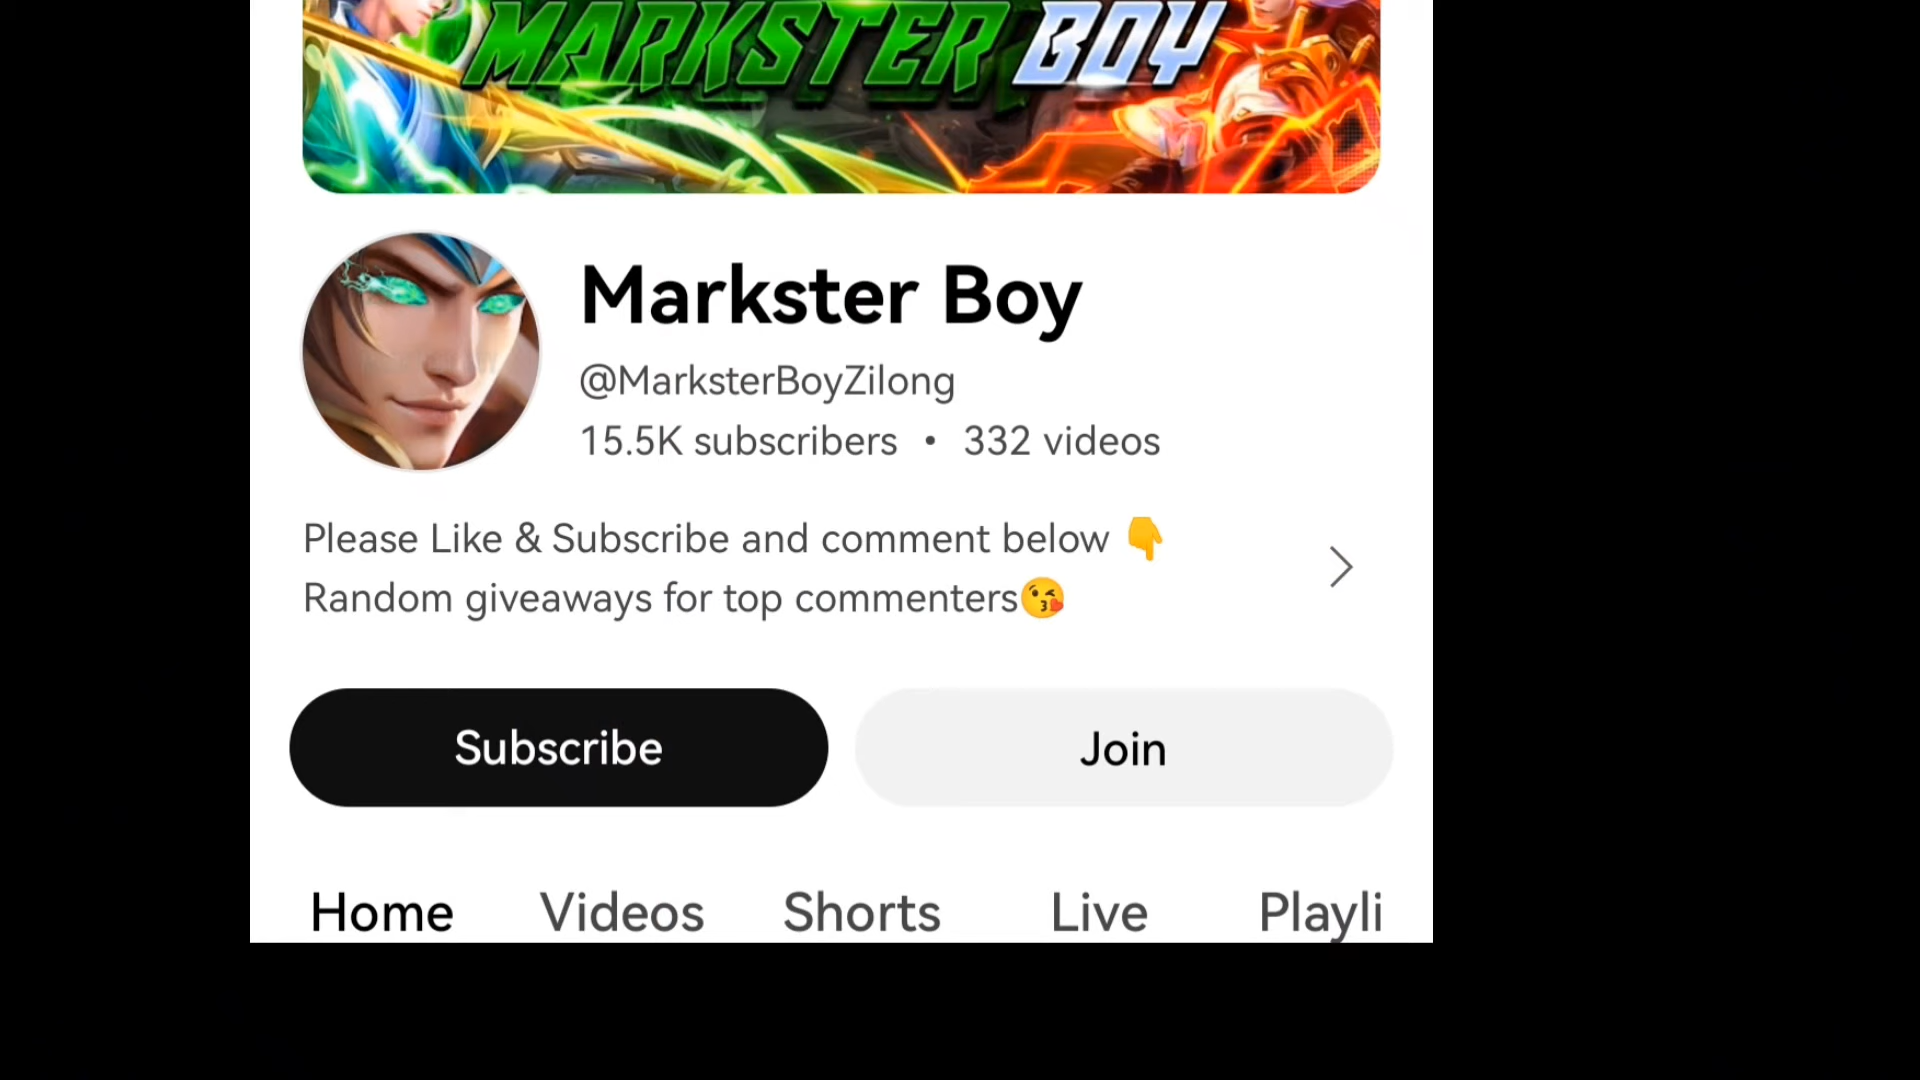 MARKSTER BOY
Markster Boy
@MarksterBoyZilong
15.5K subscribers • 332 videos
Please Like & Subscribe and comment below 👇
Random giveaways for top commenters😘
Subscribe
Join
Home Videos Shorts Live Playli